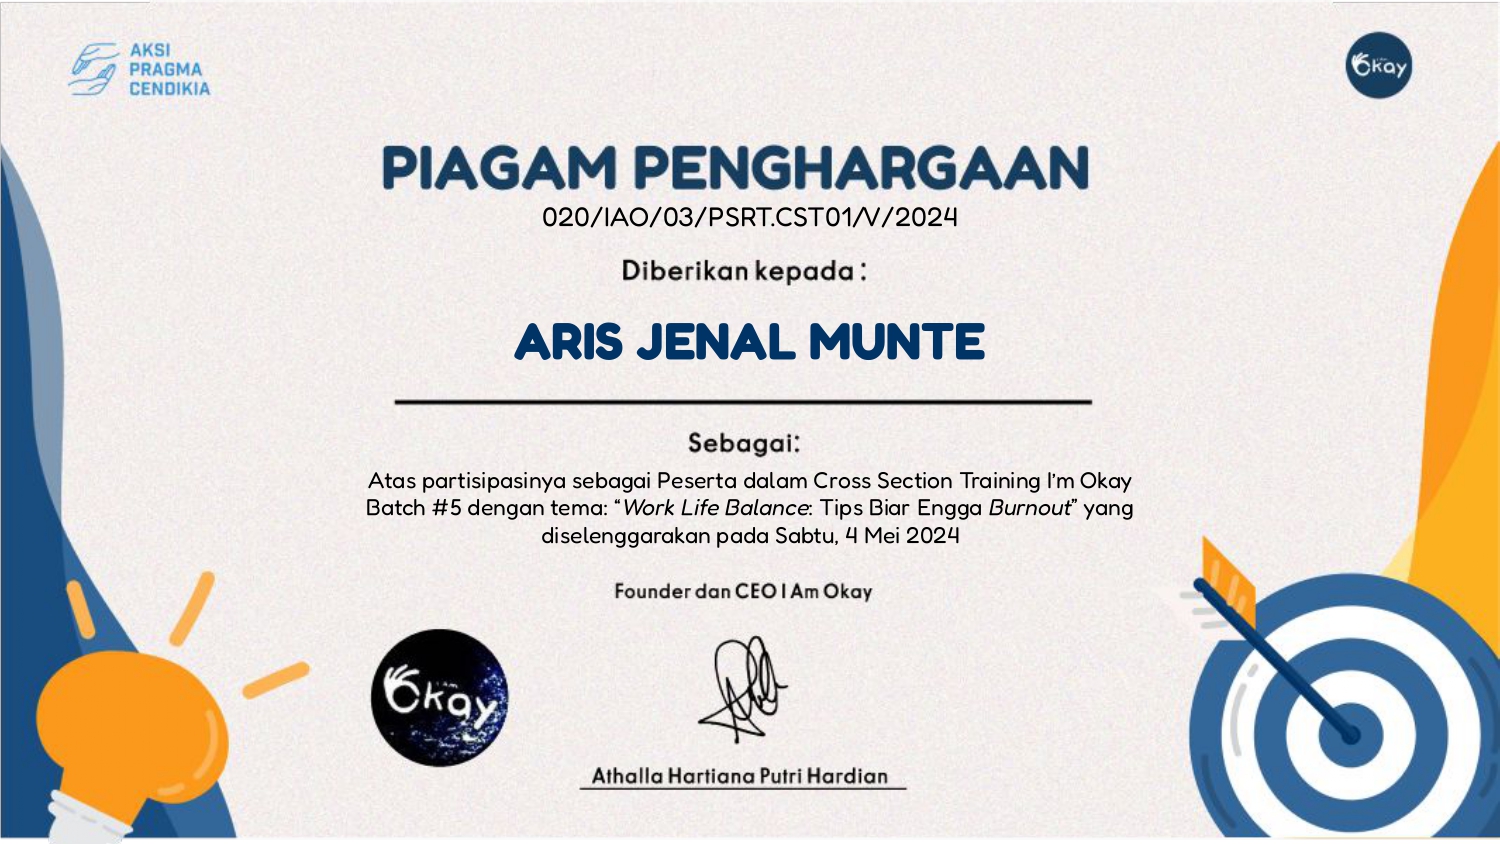 AKSI
PRAGMA
CENDIKIA
Okay
PIAGAM PENGHARGAAN
020/IAO/03/PSRT.CST01/V/2024
Diberikan kepada :
ARIS JENAL MUNTE
Sebagai:
Atas partisipasinya sebagai Peserta dalam Cross Section Training I'm Okay
Batch #5 dengan tema: “Work Life Balance: Tips Biar Engga Burnout” yang
diselenggarakan pada Sabtu, 4 Mei 2024
Founder dan CEO I Am Okay
I am
Okay
Athalla Hartiana Putri Hardian